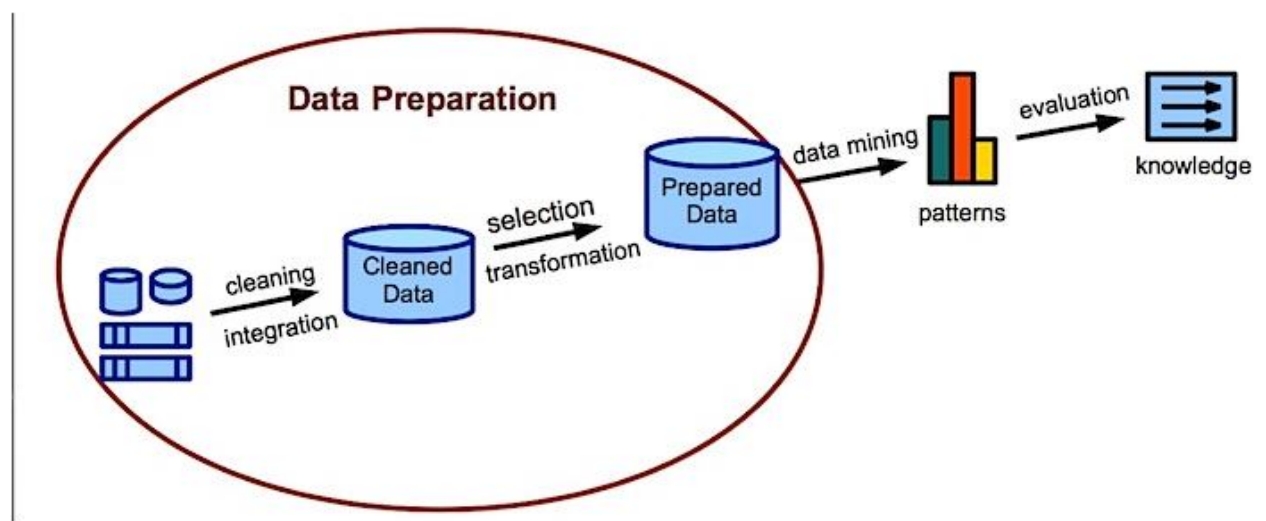 Data Preparation
cleaning
integration
Cleaned
Data
selection
transformation
Prepared
Data
data mining
patterns
evaluation
knowledge